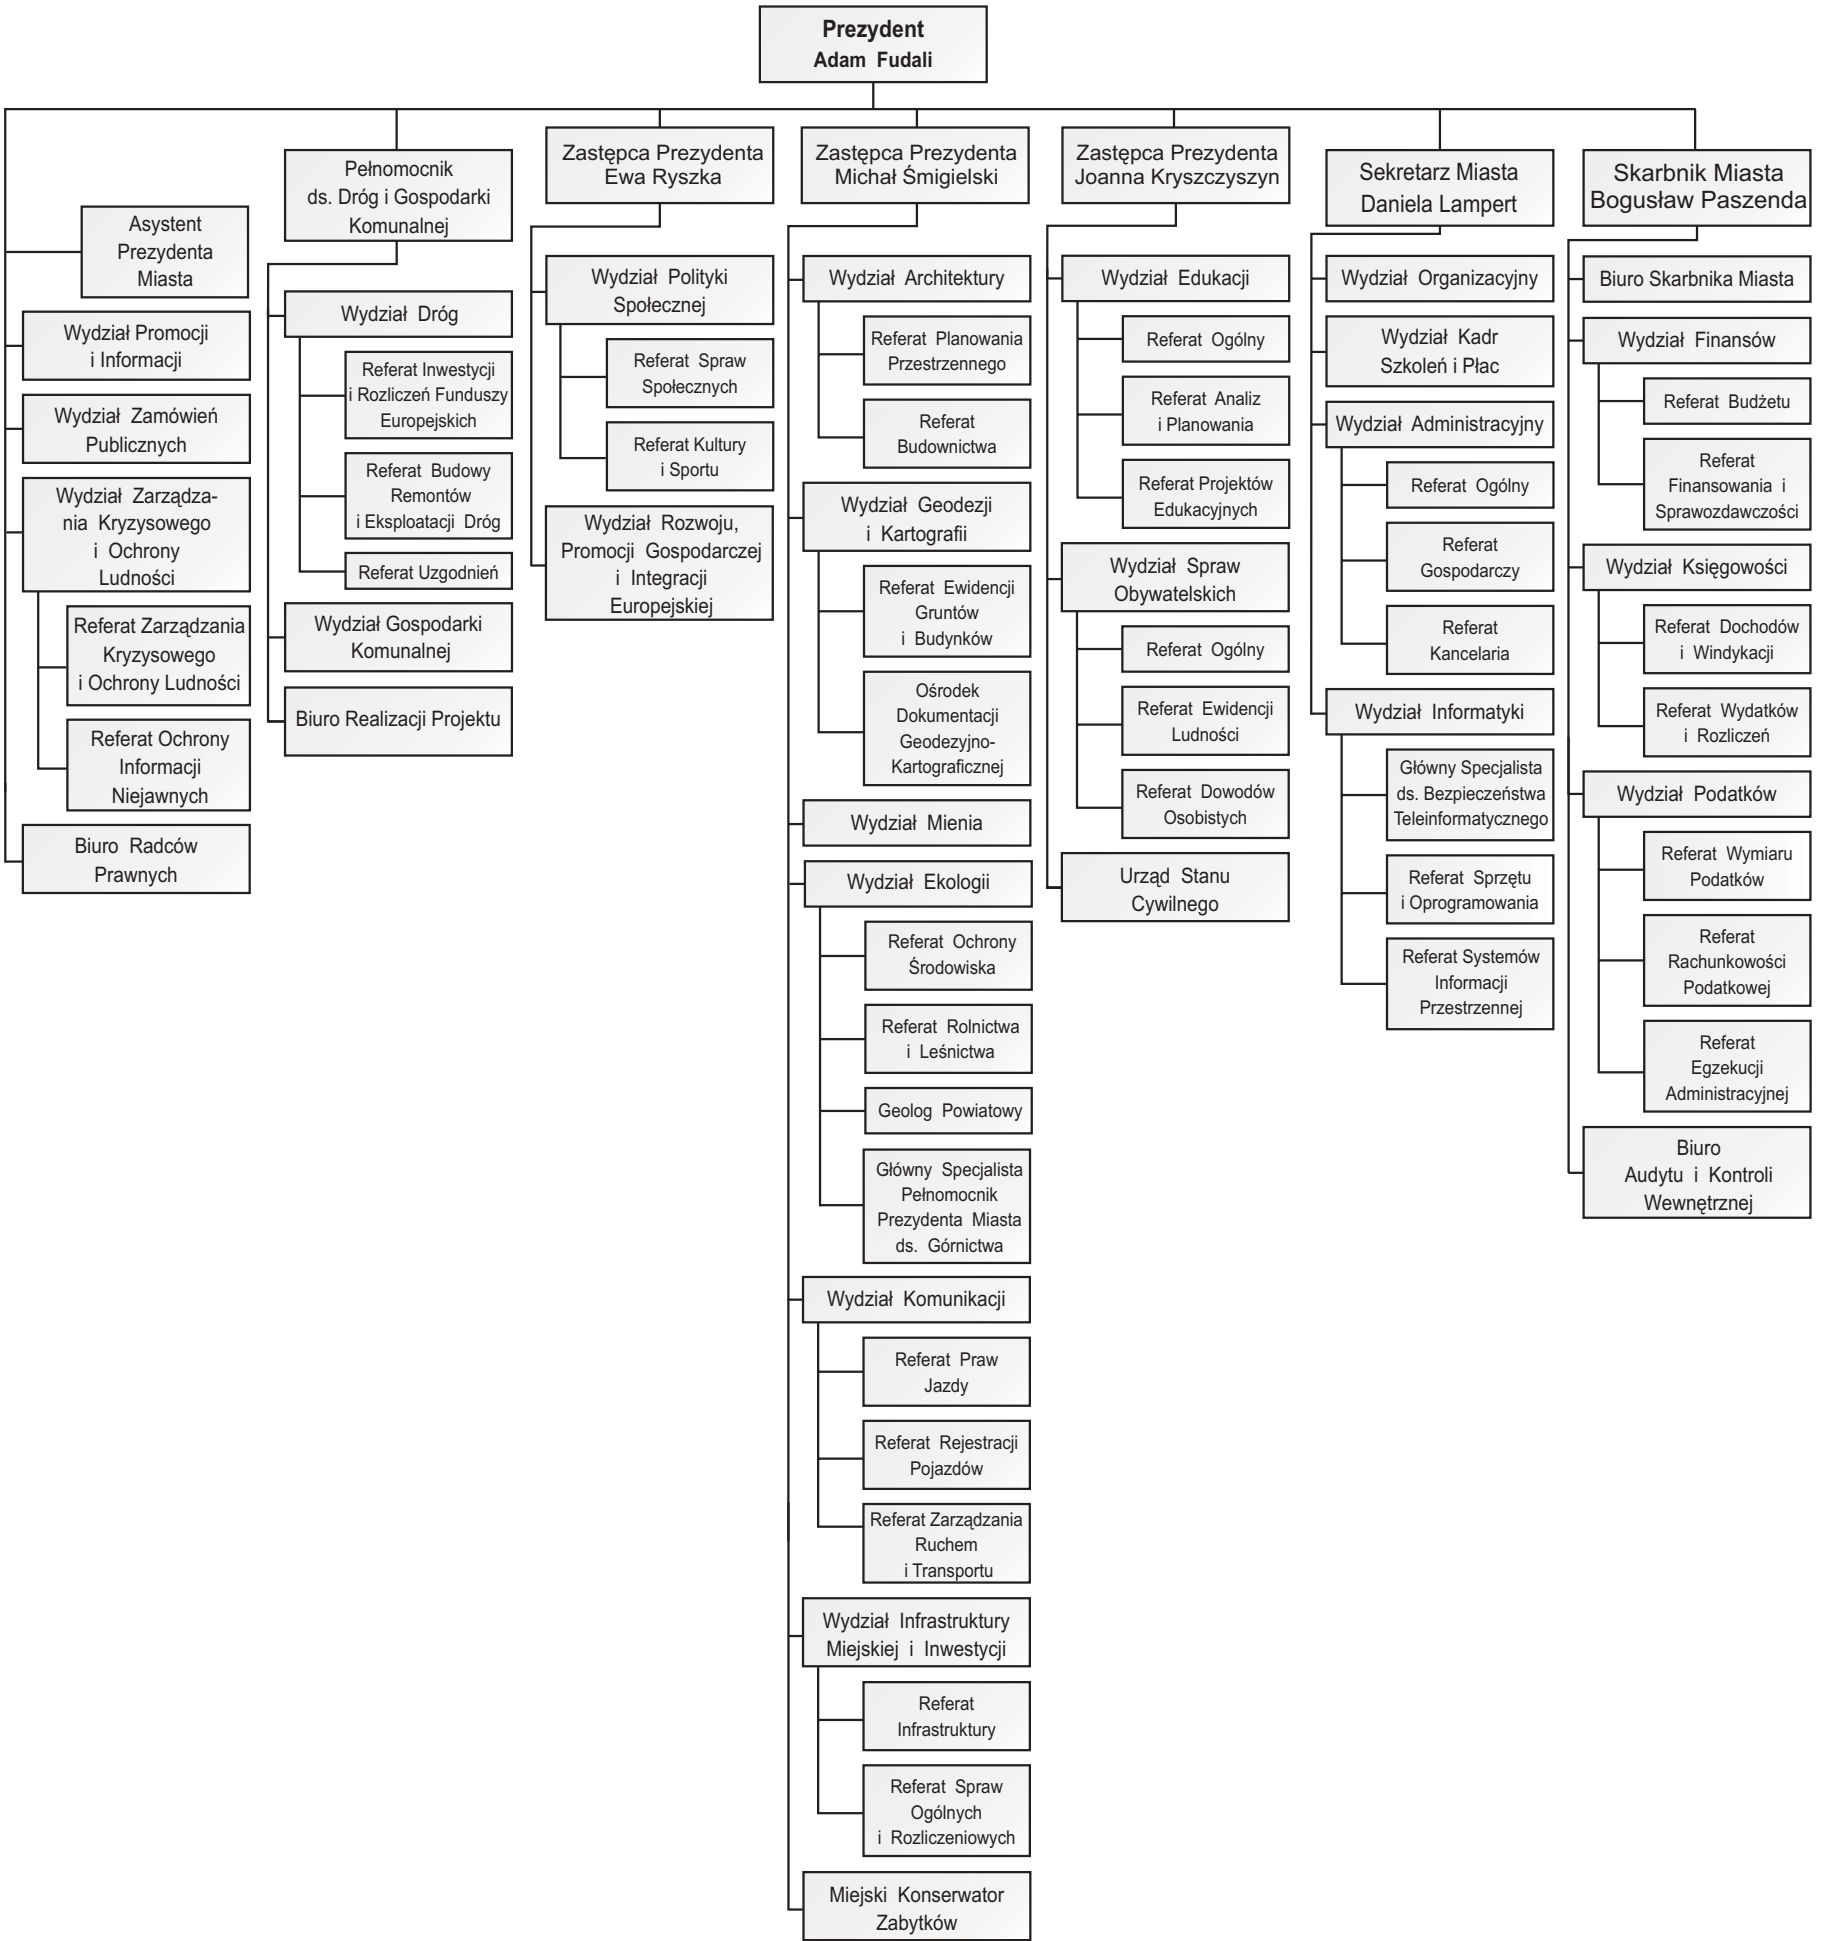 Prezydent
Adam Fudali
Asystent
Prezydenta
Miasta
Wydział Promocji
i Informacji
Wydział Zamówień
Publicznych
Wydział Zarządza-
nia Kryzysowego
i Ochrony
Ludności
Referat Zarządzania
Kryzysowego
i Ochrony Ludności
Referat Ochrony
Informacji
Niejawnych
Biuro Radców
Prawnych
Pełnomocnik
ds. Dróg i Gospodarki
Komunalnej
Wydział Dróg
Referat Inwestycji
i Rozliczeń Funduszy
Europejskich
Referat Budowy
Remontów
i Eksploatacji Dróg
Referat Uzgodnień
Wydział Gospodarki
Komunalnej
Biuro Realizacji Projektu
Zastępca Prezydenta
Ewa Ryszka
Wydział Polityki
Społecznej
Referat Spraw
Społecznych
Referat Kultury
i Sportu
Wydział Rozwoju,
Promocji Gospodarczej
i Integracji
Europejskiej
Zastępca Prezydenta
Michał Śmigielski
Wydział Architektury
Referat Planowania
Przestrzennego
Referat
Budownictwa
Wydział Geodezji
i Kartografii
Referat Ewidencji
Gruntów
i Budynków
Ośrodek
Dokumentacji
Geodezyjno-
Kartograficznej
Wydział Mienia
Wydział Ekologii
Referat Ochrony
Środowiska
Referat Rolnictwa
i Leśnictwa
Geolog Powiatowy
Główny Specjalista
Pełnomocnik
Prezydenta Miasta
ds. Górnictwa
Wydział Komunikacji
Referat Praw
Jazdy
Referat Rejestracji
Pojazdów
Referat Zarządzania
Ruchem
i Transportu
Wydział Infrastruktury
Miejskiej i Inwestycji
Referat
Infrastruktury
Referat Spraw
Ogólnych
i Rozliczeniowych
Miejski Konserwator
Zabytków
Zastępca Prezydenta
Joanna Kryszczyszyn
Wydział Edukacji
Referat Ogólny
Referat Analiz
i Planowania
Referat Projektów
Edukacyjnych
Wydział Spraw
Obywatelskich
Referat Ogólny
Referat Ewidencji
Ludności
Referat Dowodów
Osobistych
Urząd Stanu
Cywilnego
Sekretarz Miasta
Daniela Lampert
Wydział Organizacyjny
Wydział Kadr
Szkoleń i Płac
Wydział Administracyjny
Referat Ogólny
Referat
Gospodarczy
Referat
Kancelaria
Wydział Informatyki
Główny Specjalista
ds. Bezpieczeństwa
Teleinformatycznego
Referat Sprzętu
i Oprogramowania
Referat Systemów
Informacji
Przestrzennej
Skarbnik Miasta
Bogusław Paszenda
Biuro Skarbnika Miasta
Wydział Finansów
Referat Budżetu
Referat
Finansowania i
Sprawozdawczości
Wydział Księgowości
Referat Dochodów
i Windykacji
Referat Wydatków
i Rozliczeń
Wydział Podatków
Referat Wymiaru
Podatków
Referat
Rachunkowości
Podatkowej
Referat
Egzekucji
Administracyjnej
Biuro
Audytu i Kontroli
Wewnętrznej